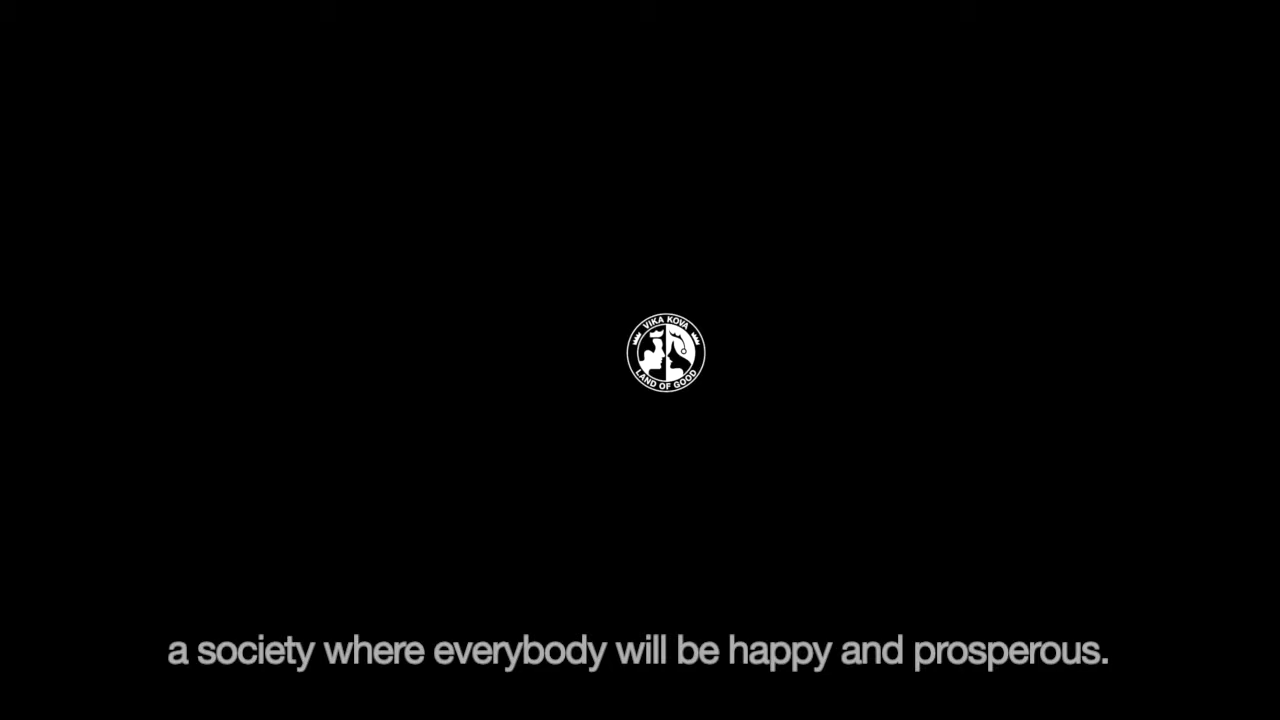 VIKA KOVA
LAND OF GOOD
a society where everybody will be happy and prosperous.